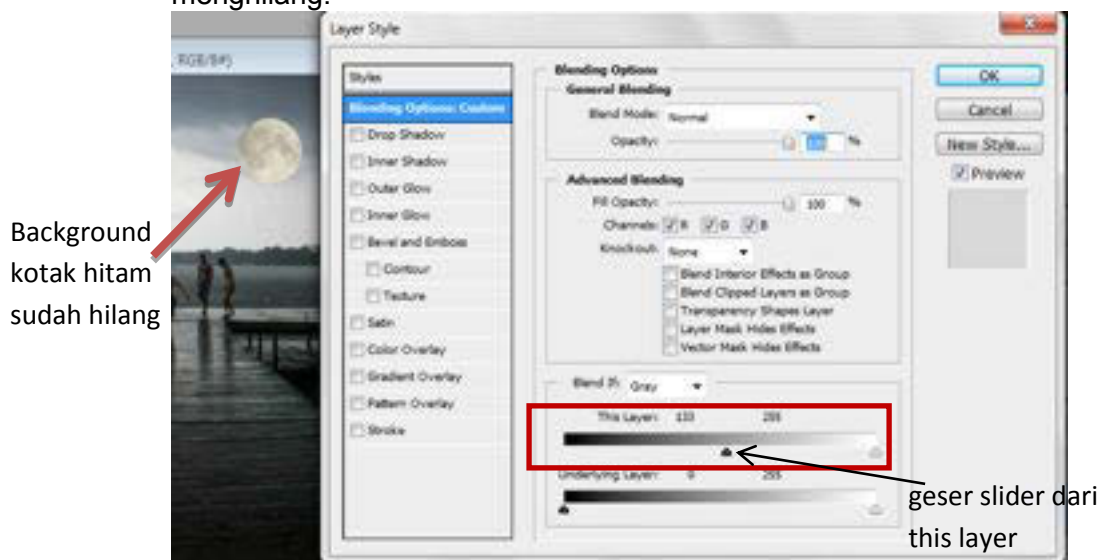 menghilang.
Layer Style
RGB/8#)
Styles
Blending Options: Custom
Drop Shadow
Inner Shadow
Outer Glow
Inner Glow
Bevel and Emboss
Contour
Texture
Satin
Color Overlay
Gradient Overlay
Pattern Overlay
Stroke
Blending Options
General Blending
Blend Mode: Normal
Opacity: %
Advanced Blending
Fill Opacity: 100 %
Channels: R G B
Knockout: None
Blend Interior Effects as Group
Blend Clipped Layers as Group
Transparency Shapes Layer
Layer Mask Hides Effects
Vector Mask Hides Effects
Blend If: Gray
This Layer: 133 255
Underlying Layer: 0 255
OK
Cancel
New Style...
Preview
Background
kotak hitam
sudah hilang
geser slider dari
this layer